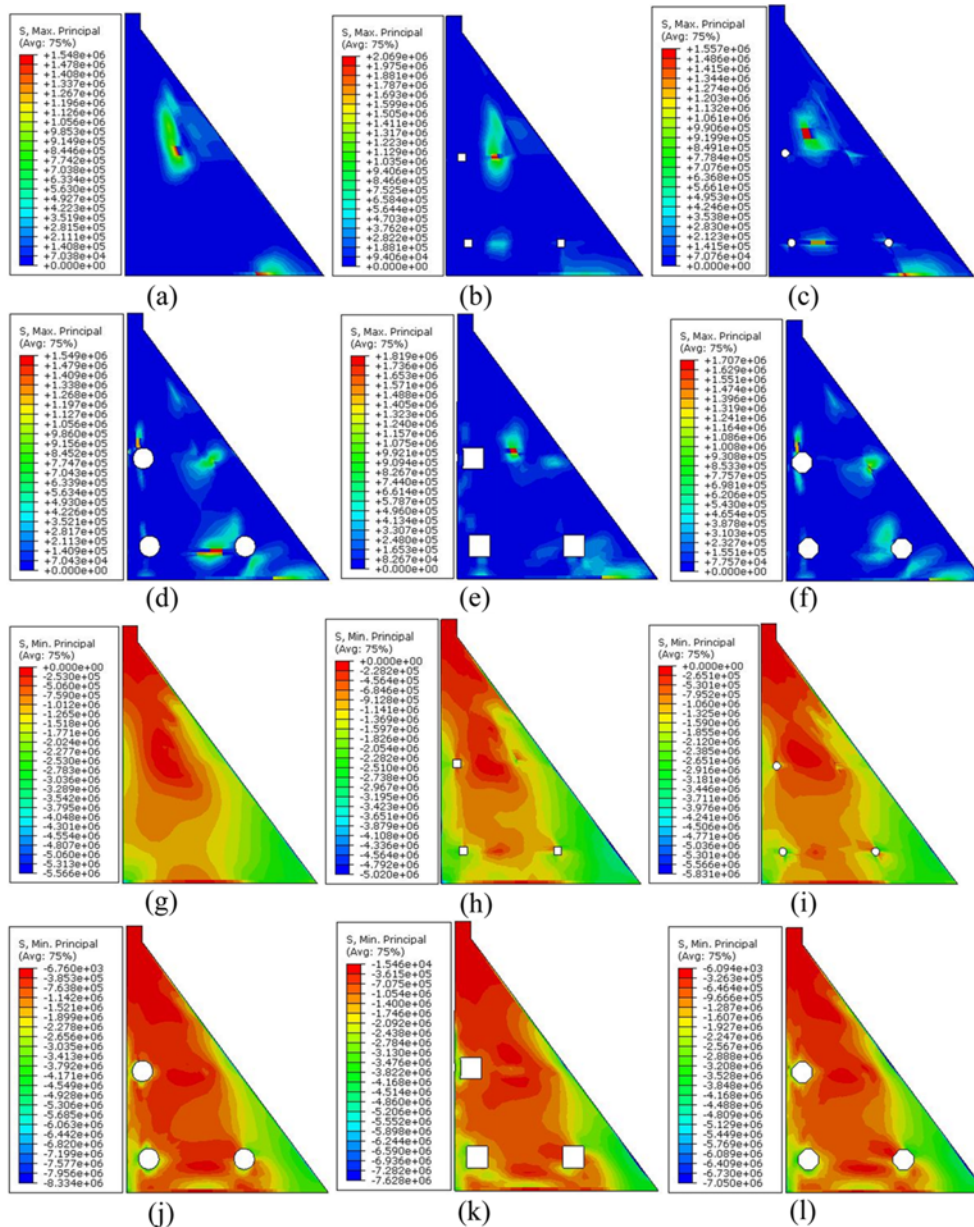 S, Max. Principal
(Avg: 75%)
+1.548e+06
+1.478e+06
+1.408e+06
+1.337e+06
+1.267e+06
+1.196e+06
+1.126e+06
+1.056e+06
+9.853e+05
+9.149e+05
+8.446e+05
+7.742e+05
+7.038e+05
+6.334e+05
+5.630e+05
+4.927e+05
+4.223e+05
+3.519e+05
+2.815e+05
+2.111e+05
+1.408e+05
+7.038e+04
+0.000e+00
(a)
S, Max. Principal
(Avg: 75%)
+2.069e+06
+1.975e+06
+1.881e+06
+1.787e+06
+1.693e+06
+1.599e+06
+1.505e+06
+1.411e+06
+1.317e+06
+1.223e+06
+1.129e+06
+1.035e+06
+9.406e+05
+8.466e+05
+7.525e+05
+6.584e+05
+5.644e+05
+4.703e+05
+3.762e+05
+2.822e+05
+1.881e+05
+9.406e+04
+0.000e+00
(b)
S, Max. Principal
(Avg: 75%)
+1.557e+06
+1.486e+06
+1.415e+06
+1.344e+06
+1.274e+06
+1.203e+06
+1.132e+06
+1.061e+06
+9.906e+05
+9.199e+05
+8.491e+05
+7.784e+05
+7.076e+05
+6.368e+05
+5.661e+05
+4.953e+05
+4.246e+05
+3.538e+05
+2.830e+05
+2.123e+05
+1.415e+05
+7.076e+04
+0.000e+00
(c)
S, Max. Principal
(Avg: 75%)
+1.549e+06
+1.479e+06
+1.409e+06
+1.338e+06
+1.268e+06
+1.197e+06
+1.127e+06
+1.056e+06
+9.860e+05
+9.156e+05
+8.452e+05
+7.747e+05
+7.043e+05
+6.339e+05
+5.634e+05
+4.930e+05
+4.226e+05
+3.521e+05
+2.817e+05
+2.113e+05
+1.409e+05
+7.043e+04
+0.000e+00
(d)
S, Max. Principal
(Avg: 75%)
+1.819e+06
+1.736e+06
+1.653e+06
+1.571e+06
+1.488e+06
+1.405e+06
+1.323e+06
+1.240e+06
+1.157e+06
+1.075e+06
+9.921e+05
+9.094e+05
+8.267e+05
+7.440e+05
+6.614e+05
+5.787e+05
+4.960e+05
+4.134e+05
+3.307e+05
+2.480e+05
+1.653e+05
+8.267e+04
+0.000e+00
(e)
S, Max. Principal
(Avg: 75%)
+1.707e+06
+1.629e+06
+1.551e+06
+1.474e+06
+1.396e+06
+1.319e+06
+1.241e+06
+1.164e+06
+1.086e+06
+1.008e+06
+9.308e+05
+8.533e+05
+7.757e+05
+6.981e+05
+6.206e+05
+5.430e+05
+4.654e+05
+3.878e+05
+3.103e+05
+2.327e+05
+1.551e+05
+7.757e+04
+0.000e+00
(f)
S, Min. Principal
(Avg: 75%)
+0.000e+00
-2.530e+05
-5.060e+05
-7.590e+05
-1.012e+06
-1.265e+06
-1.518e+06
-1.771e+06
-2.024e+06
-2.277e+06
-2.530e+06
-2.783e+06
-3.036e+06
-3.289e+06
-3.542e+06
-3.795e+06
-4.048e+06
-4.301e+06
-4.554e+06
-4.807e+06
-5.060e+06
-5.313e+06
-5.566e+06
(g)
S, Min. Principal
(Avg: 75%)
+0.000e+00
-2.282e+05
-4.564e+05
-6.846e+05
-9.128e+05
-1.141e+06
-1.369e+06
-1.597e+06
-1.826e+06
-2.054e+06
-2.282e+06
-2.510e+06
-2.738e+06
-2.967e+06
-3.195e+06
-3.423e+06
-3.651e+06
-3.879e+06
-4.108e+06
-4.336e+06
-4.564e+06
-4.792e+06
-5.020e+06
(h)
S, Min. Principal
(Avg: 75%)
+0.000e+00
-2.651e+05
-5.301e+05
-7.952e+05
-1.060e+06
-1.325e+06
-1.590e+06
-1.855e+06
-2.120e+06
-2.385e+06
-2.651e+06
-2.916e+06
-3.181e+06
-3.446e+06
-3.711e+06
-3.976e+06
-4.241e+06
-4.506e+06
-4.771e+06
-5.036e+06
-5.301e+06
-5.566e+06
-5.831e+06
(i)
S, Min. Principal
(Avg: 75%)
-6.760e+03
-3.853e+05
-7.638e+05
-1.142e+06
-1.521e+06
-1.899e+06
-2.278e+06
-2.656e+06
-3.035e+06
-3.413e+06
-3.792e+06
-4.171e+06
-4.549e+06
-4.928e+06
-5.306e+06
-5.685e+06
-6.063e+06
-6.442e+06
-6.820e+06
-7.199e+06
-7.577e+06
-7.956e+06
-8.334e+06
(j)
S, Min. Principal
(Avg: 75%)
-1.546e+04
-3.615e+05
-7.075e+05
-1.054e+06
-1.400e+06
-1.746e+06
-2.092e+06
-2.438e+06
-2.784e+06
-3.130e+06
-3.476e+06
-3.822e+06
-4.168e+06
-4.514e+06
-4.860e+06
-5.206e+06
-5.552e+06
-5.898e+06
-6.244e+06
-6.590e+06
-6.936e+06
-7.282e+06
-7.628e+06
(k)
S, Min. Principal
(Avg: 75%)
-6.094e+03
-3.263e+05
-6.464e+05
-9.666e+05
-1.287e+06
-1.607e+06
-1.927e+06
-2.247e+06
-2.567e+06
-2.888e+06
-3.208e+06
-3.528e+06
-3.848e+06
-4.168e+06
-4.488e+06
-4.809e+06
-5.129e+06
-5.449e+06
-5.769e+06
-6.089e+06
-6.409e+06
-6.730e+06
-7.050e+06
(l)